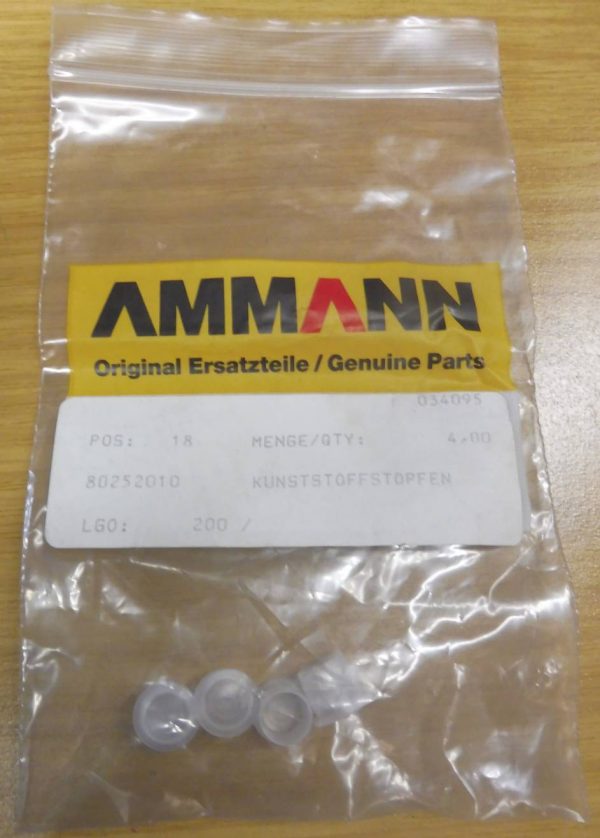 AMMANN
Original Ersatzteile / Genuine Parts
034095
POS: 18 MENGE/QTY: 4,00
80252010 KUNSTSTOFFSTOPFEN
LGO: 200 /